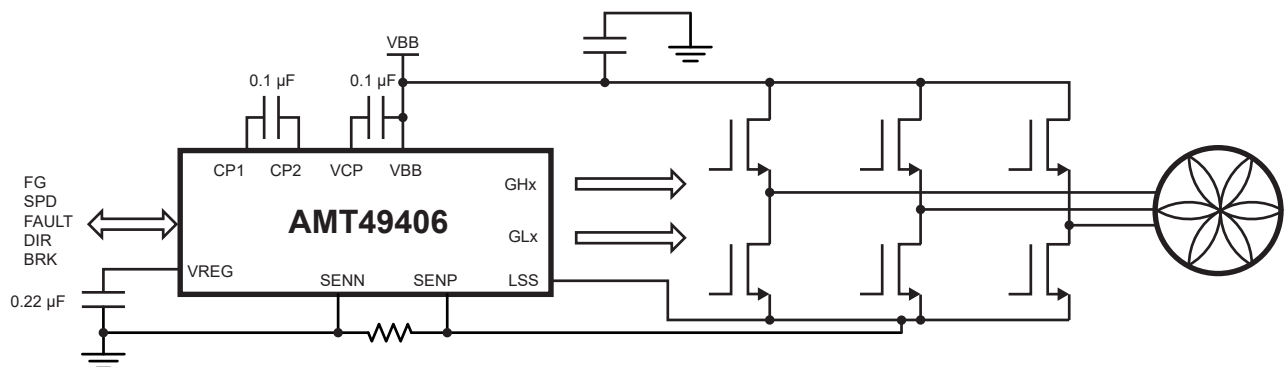 VBB
0.1 µF
0.1 µF
CP1
CP2
VCP
VBB
FG
SPD
FAULT
DIR
BRK
GHx
AMT49406
GLx
VREG
SENN
SENP
LSS
0.22 µF